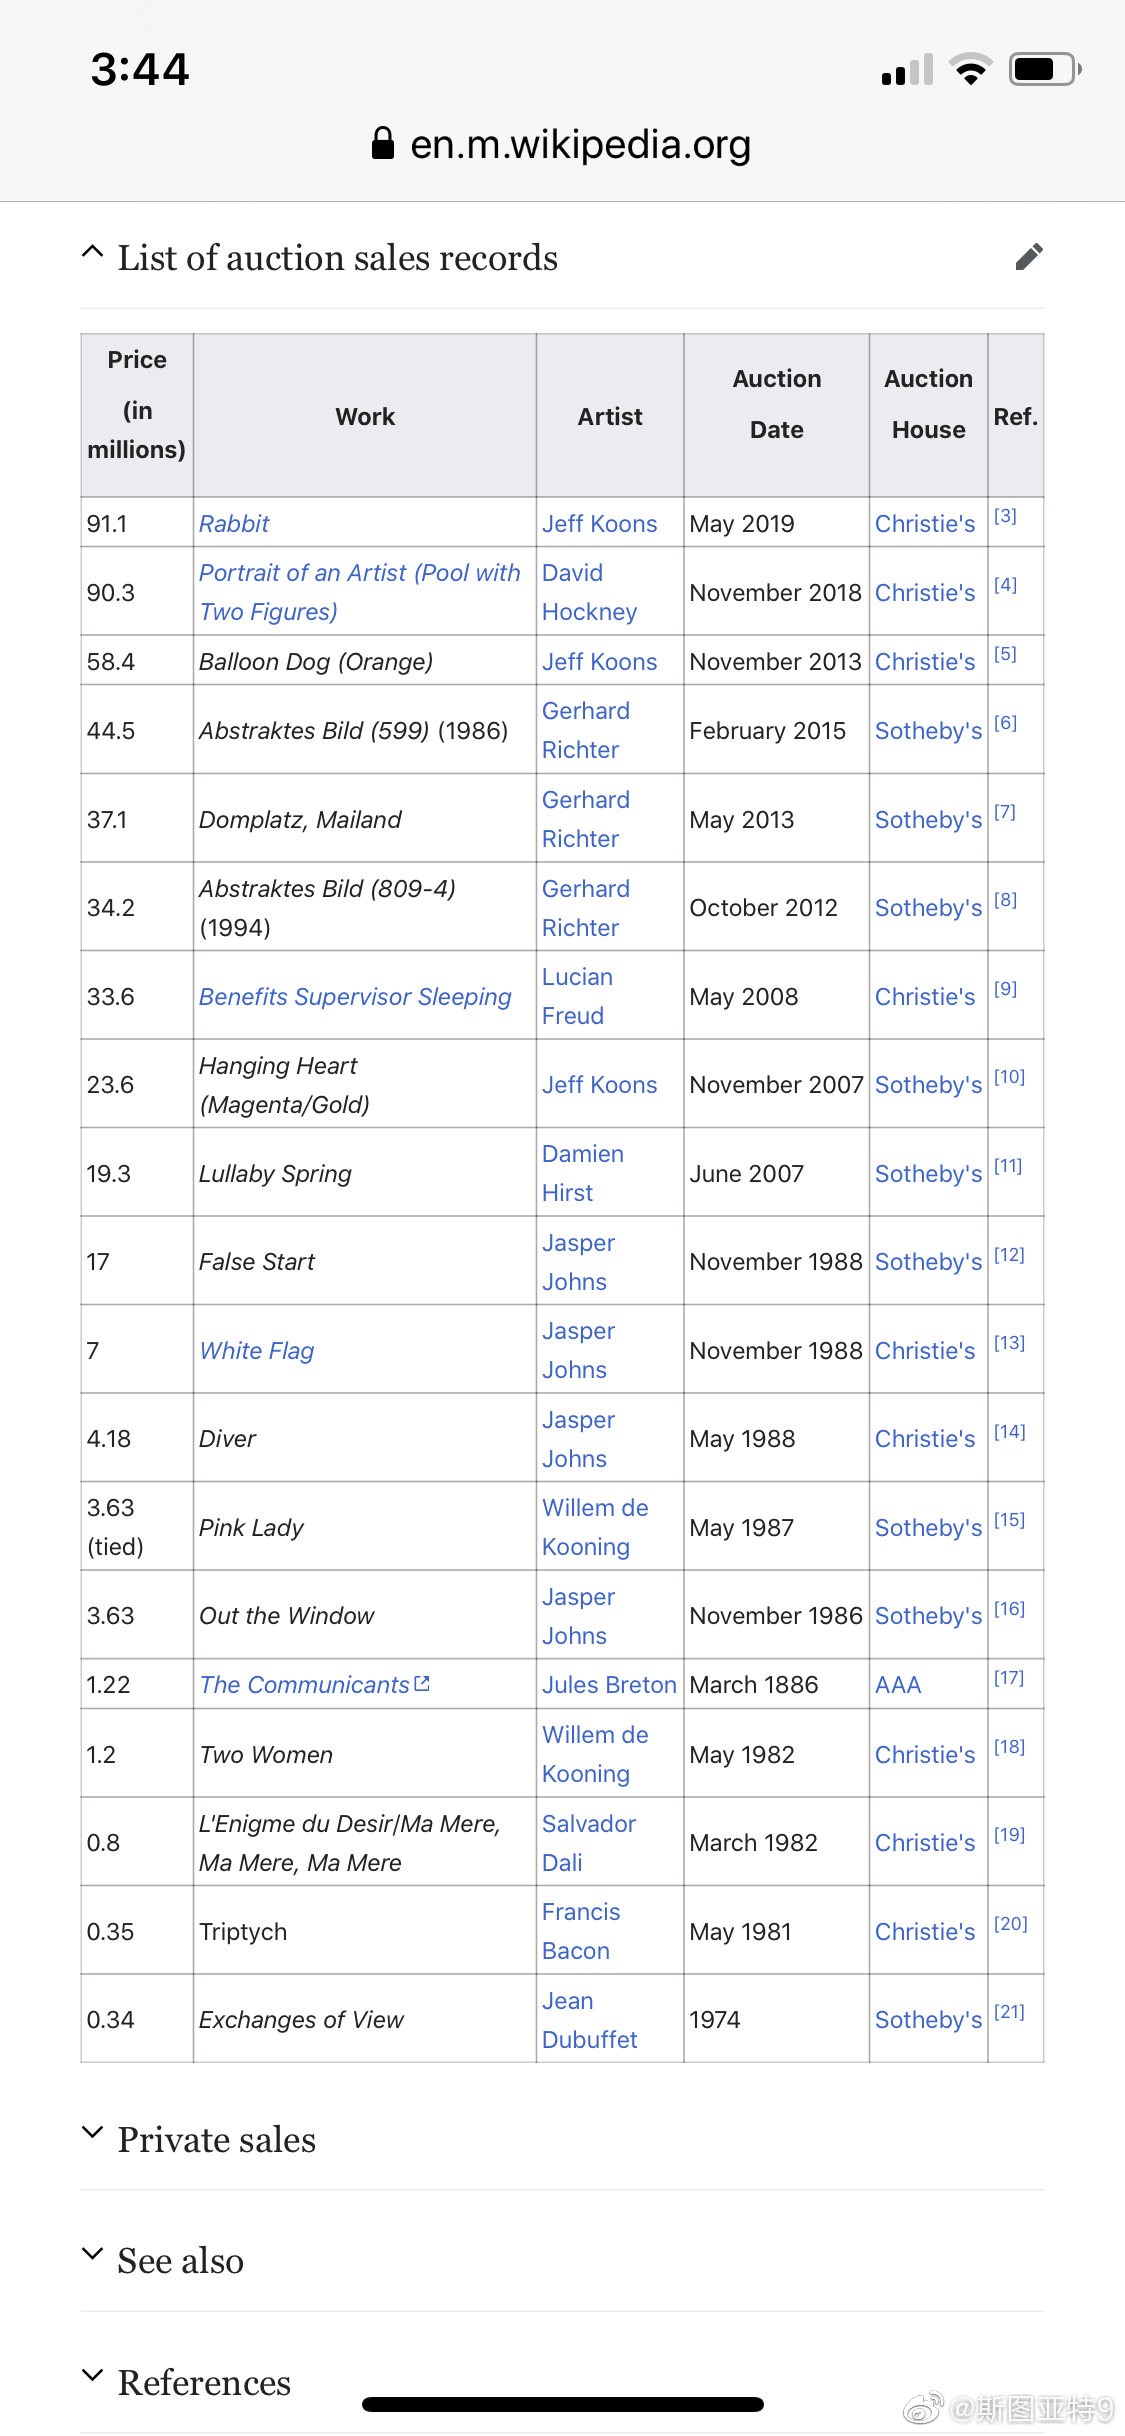 3:44
en.m.wikipedia.org
List of auction sales records
Price (in millions) Work Artist Auction Date Auction House Ref.
91.1 Rabbit Jeff Koons May 2019 Christie's [3]
90.3 Portrait of an Artist (Pool with Two Figures) David Hockney November 2018 Christie's [4]
58.4 Balloon Dog (Orange) Jeff Koons November 2013 Christie's [5]
44.5 Abstraktes Bild (599) (1986) Gerhard Richter February 2015 Sotheby's [6]
37.1 Domplatz, Mailand Gerhard Richter May 2013 Sotheby's [7]
34.2 Abstraktes Bild (809-4) (1994) Gerhard Richter October 2012 Sotheby's [8]
33.6 Benefits Supervisor Sleeping Lucian Freud May 2008 Christie's [9]
23.6 Hanging Heart (Magenta/Gold) Jeff Koons November 2007 Sotheby's [10]
19.3 Lullaby Spring Damien Hirst June 2007 Sotheby's [11]
17 False Start Jasper Johns November 1988 Sotheby's [12]
7 White Flag Jasper Johns November 1988 Christie's [13]
4.18 Diver Jasper Johns May 1988 Christie's [14]
3.63 (tied) Pink Lady Willem de Kooning May 1987 Sotheby's [15]
3.63 Out the Window Jasper Johns November 1986 Sotheby's [16]
1.22 The Communicants Jules Breton March 1886 AAA [17]
1.2 Two Women Willem de Kooning May 1982 Christie's [18]
0.8 L'Enigme du Desir/Ma Mere, Ma Mere, Ma Mere Salvador Dali March 1982 Christie's [19]
0.35 Triptych Francis Bacon May 1981 Christie's [20]
0.34 Exchanges of View Jean Dubuffet 1974 Sotheby's [21]
Private sales
See also
References
@斯图亚特9